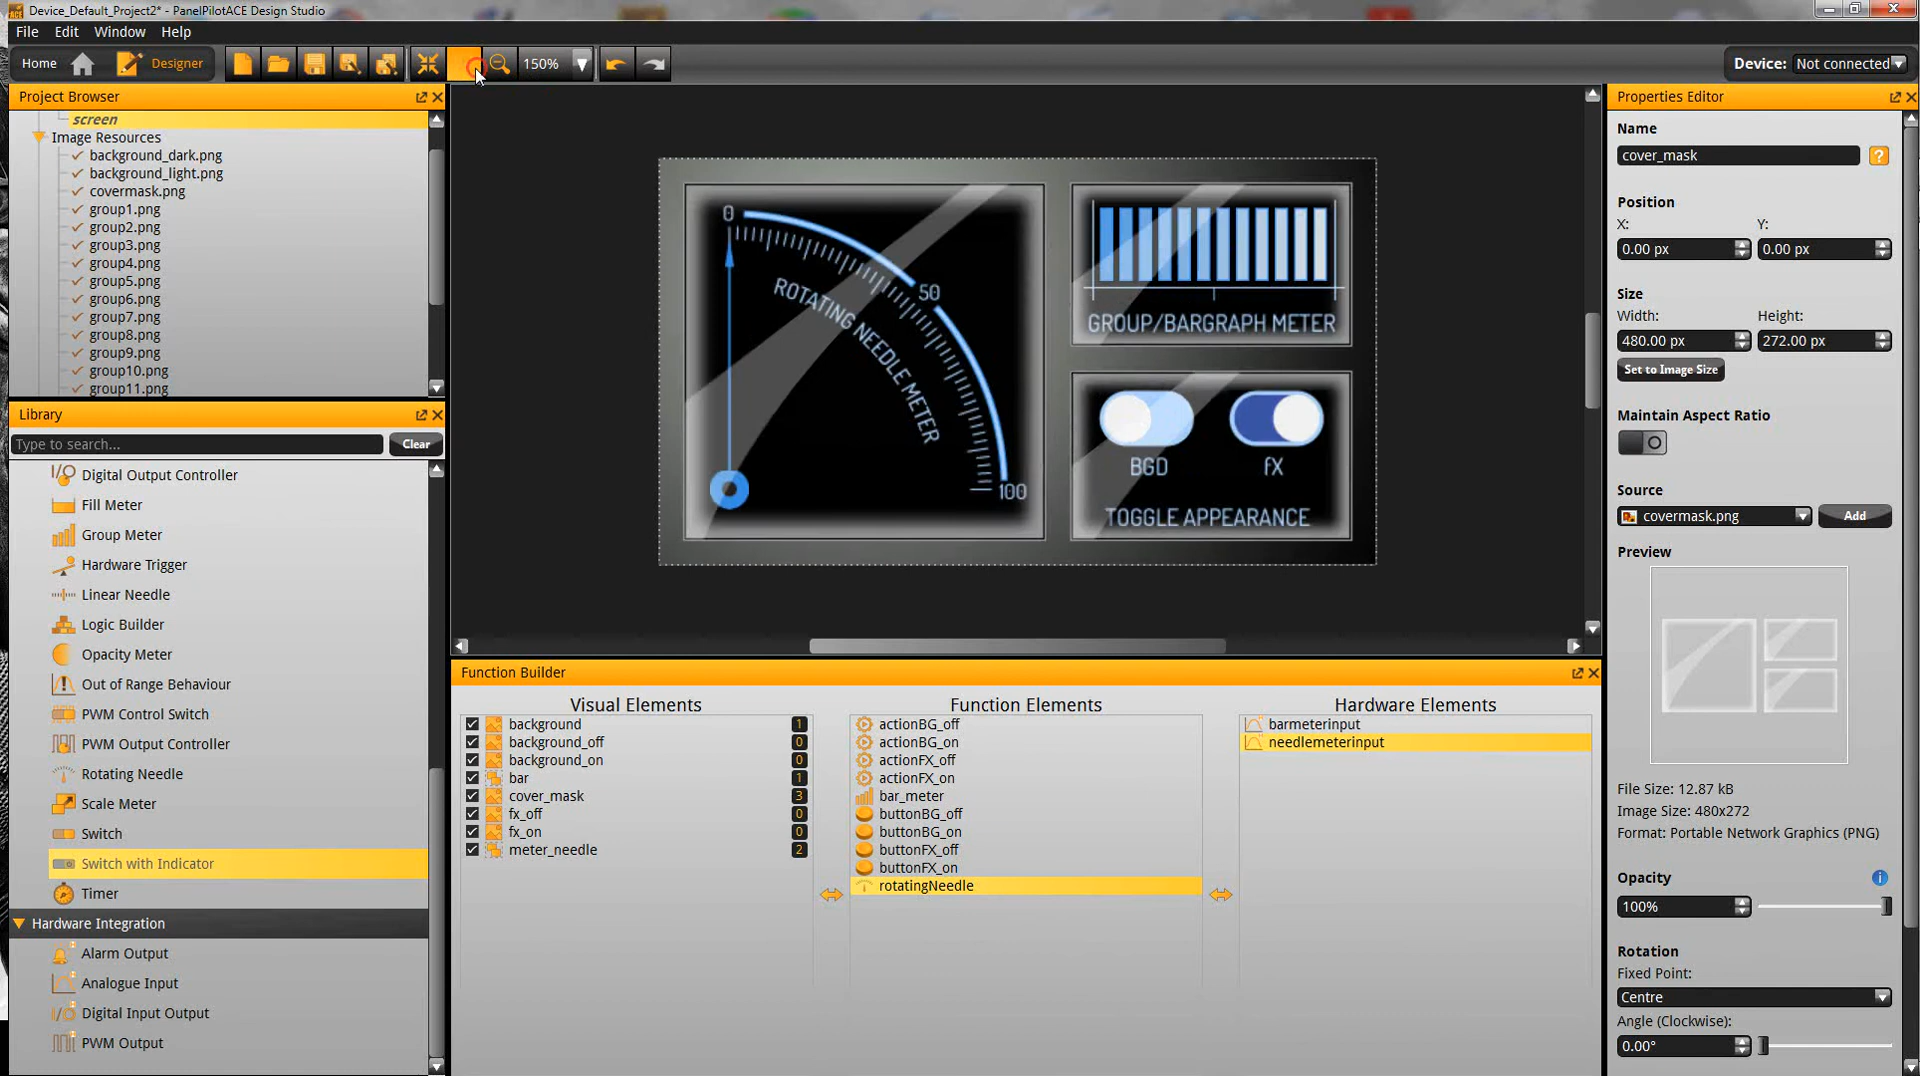 Device_Default_Project2* - PanelPilotACE Design Studio
File Edit Window Help
Home Designer 150% Device: Not connected
Project Browser
screen
Image Resources
background_dark.png
background_light.png
covermask.png
group1.png
group2.png
group3.png
group4.png
group5.png
group6.png
group7.png
group8.png
group9.png
group10.png
group11.png
Library
Type to search... Clear
Digital Output Controller
Fill Meter
Group Meter
Hardware Trigger
Linear Needle
Logic Builder
Opacity Meter
Out of Range Behaviour
PWM Control Switch
PWM Output Controller
Rotating Needle
Scale Meter
Switch
Switch with Indicator
Timer
Hardware Integration
Alarm Output
Analogue Input
Digital Input Output
PWM Output
0
50
100
ROTATING NEEDLE METER
GROUP/BARGRAPH METER
BGD fX
TOGGLE APPEARANCE
Function Builder
Visual Elements
background 1
background_off 0
background_on 0
bar 1
cover_mask 3
fx_off 0
fx_on 0
meter_needle 2
Function Elements
actionBG_off
actionBG_on
actionFX_off
actionFX_on
bar_meter
buttonBG_off
buttonBG_on
buttonFX_off
buttonFX_on
rotatingNeedle
Hardware Elements
barmeterinput
needlemeterinput
Properties Editor
Name
cover_mask ?
Position
X: Y:
0.00 px 0.00 px
Size
Width: Height:
480.00 px 272.00 px
Set to Image Size
Maintain Aspect Ratio
Source
covermask.png Add
Preview
File Size: 12.87 kB
Image Size: 480x272
Format: Portable Network Graphics (PNG)
Opacity
100%
Rotation
Fixed Point:
Centre
Angle (Clockwise):
0.00°